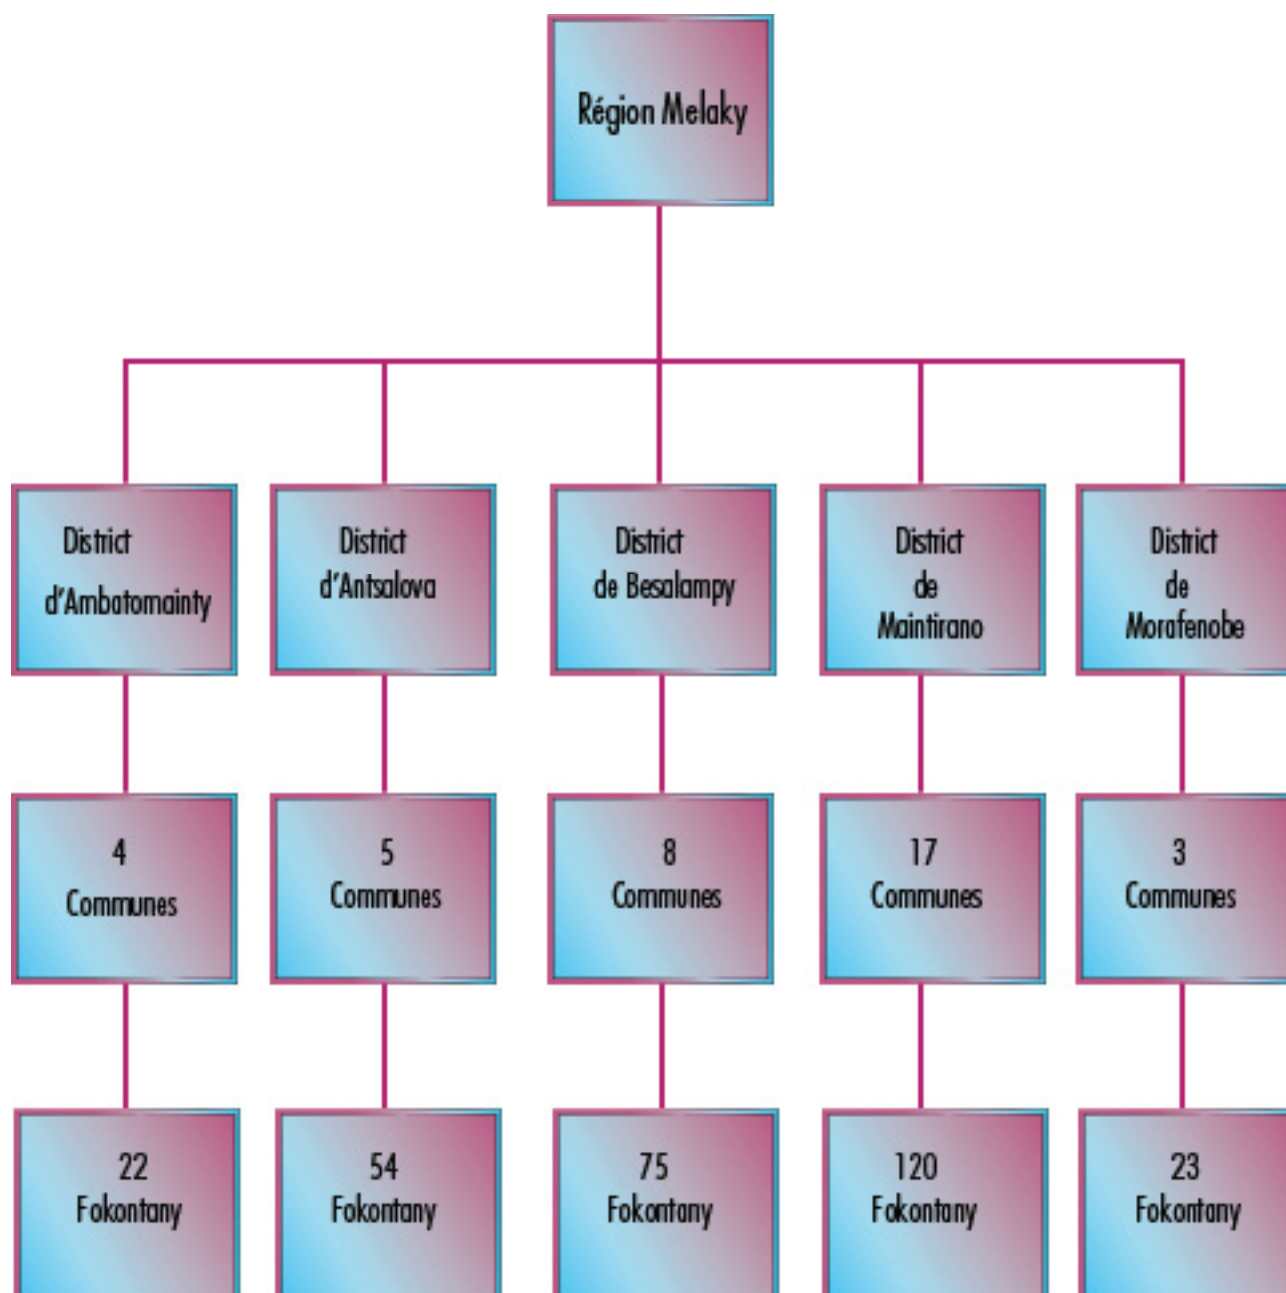 Région Melaky
District
d'Ambatomainty
District
d'Antsalova
District
de Besalampy
District
de
Maintirano
District
de
Morafenobe
4
Communes
5
Communes
8
Communes
17
Communes
3
Communes
22
Fokontany
54
Fokontany
75
Fokontany
120
Fokontany
23
Fokontany